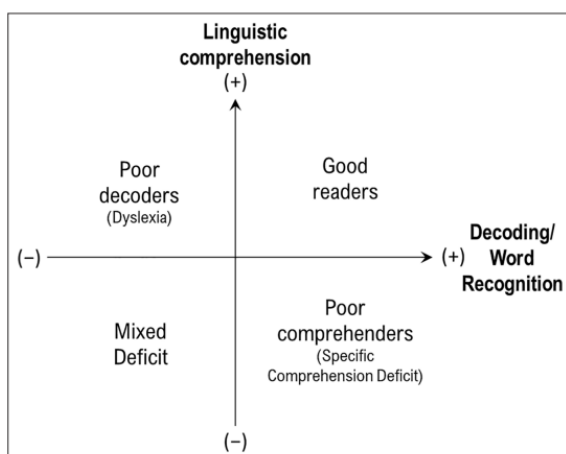 Linguistic
comprehension
(+)
Poor
decoders
(Dyslexia)
Good
readers
(−)
(+)
Decoding/
Word
Recognition
Mixed
Deficit
Poor
comprehenders
(Specific
Comprehension Deficit)
(−)